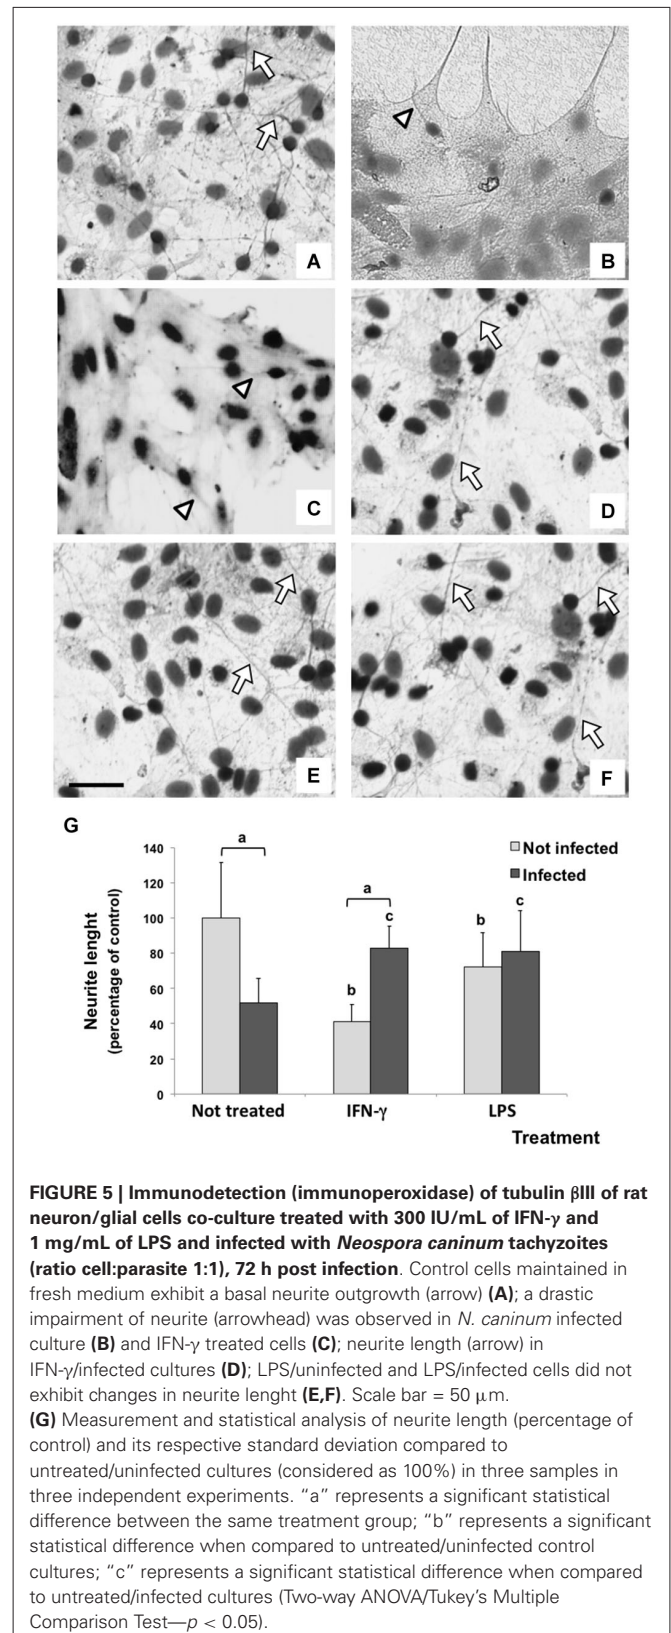 A
B
C
D
E
F
G
Neurite lenght
(percentage of control)
140
120
100
80
60
40
20
0
a
a
b
c
b
c
Not infected
Infected
Not treated
IFN-γ
LPS
Treatment
FIGURE 5 | Immunodetection (immunoperoxidase) of tubulin βIII of rat
neuron/glial cells co-culture treated with 300 IU/mL of IFN-γ and
1 mg/mL of LPS and infected with Neospora caninum tachyzoites
(ratio cell:parasite 1:1), 72 h post infection. Control cells maintained in
fresh medium exhibit a basal neurite outgrowth (arrow) (A); a drastic
impairment of neurite (arrowhead) was observed in N. caninum infected
culture (B) and IFN-γ treated cells (C); neurite length (arrow) in
IFN-γ/infected cultures (D); LPS/uninfected and LPS/infected cells did not
exhibit changes in neurite lenght (E,F). Scale bar = 50 μm.
(G) Measurement and statistical analysis of neurite length (percentage of
control) and its respective standard deviation compared to
untreated/uninfected cultures (considered as 100%) in three samples in
three independent experiments. “a” represents a significant statistical
difference between the same treatment group; “b” represents a significant
statistical difference when compared to untreated/uninfected control
cultures; “c” represents a significant statistical difference when compared
to untreated/infected cultures (Two-way ANOVA/Tukey’s Multiple
Comparison Test—p < 0.05).